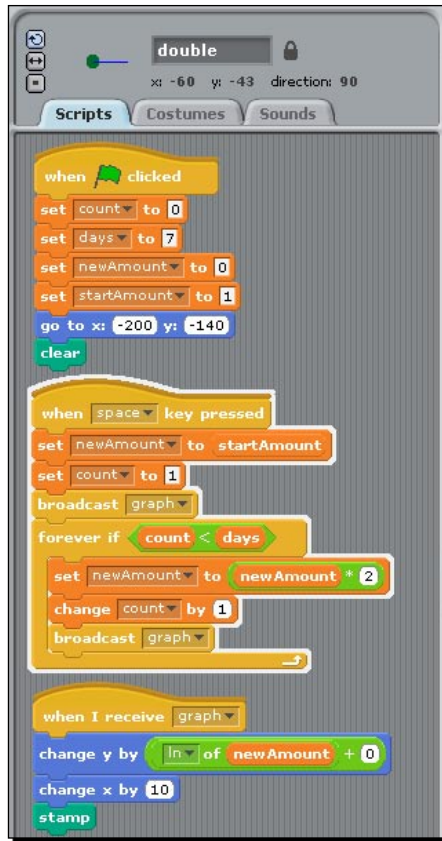 double
x: -60 y: -43 direction: 90
Scripts Costumes Sounds
when clicked
set count to 0
set days to 7
set newAmount to 0
set startAmount to 1
go to x: -200 y: -140
clear
when space key pressed
set newAmount to startAmount
set count to 1
broadcast graph
forever if count < days
set newAmount to newAmount * 2
change count by 1
broadcast graph
when I receive graph
change y by ln of newAmount + 0
change x by 10
stamp